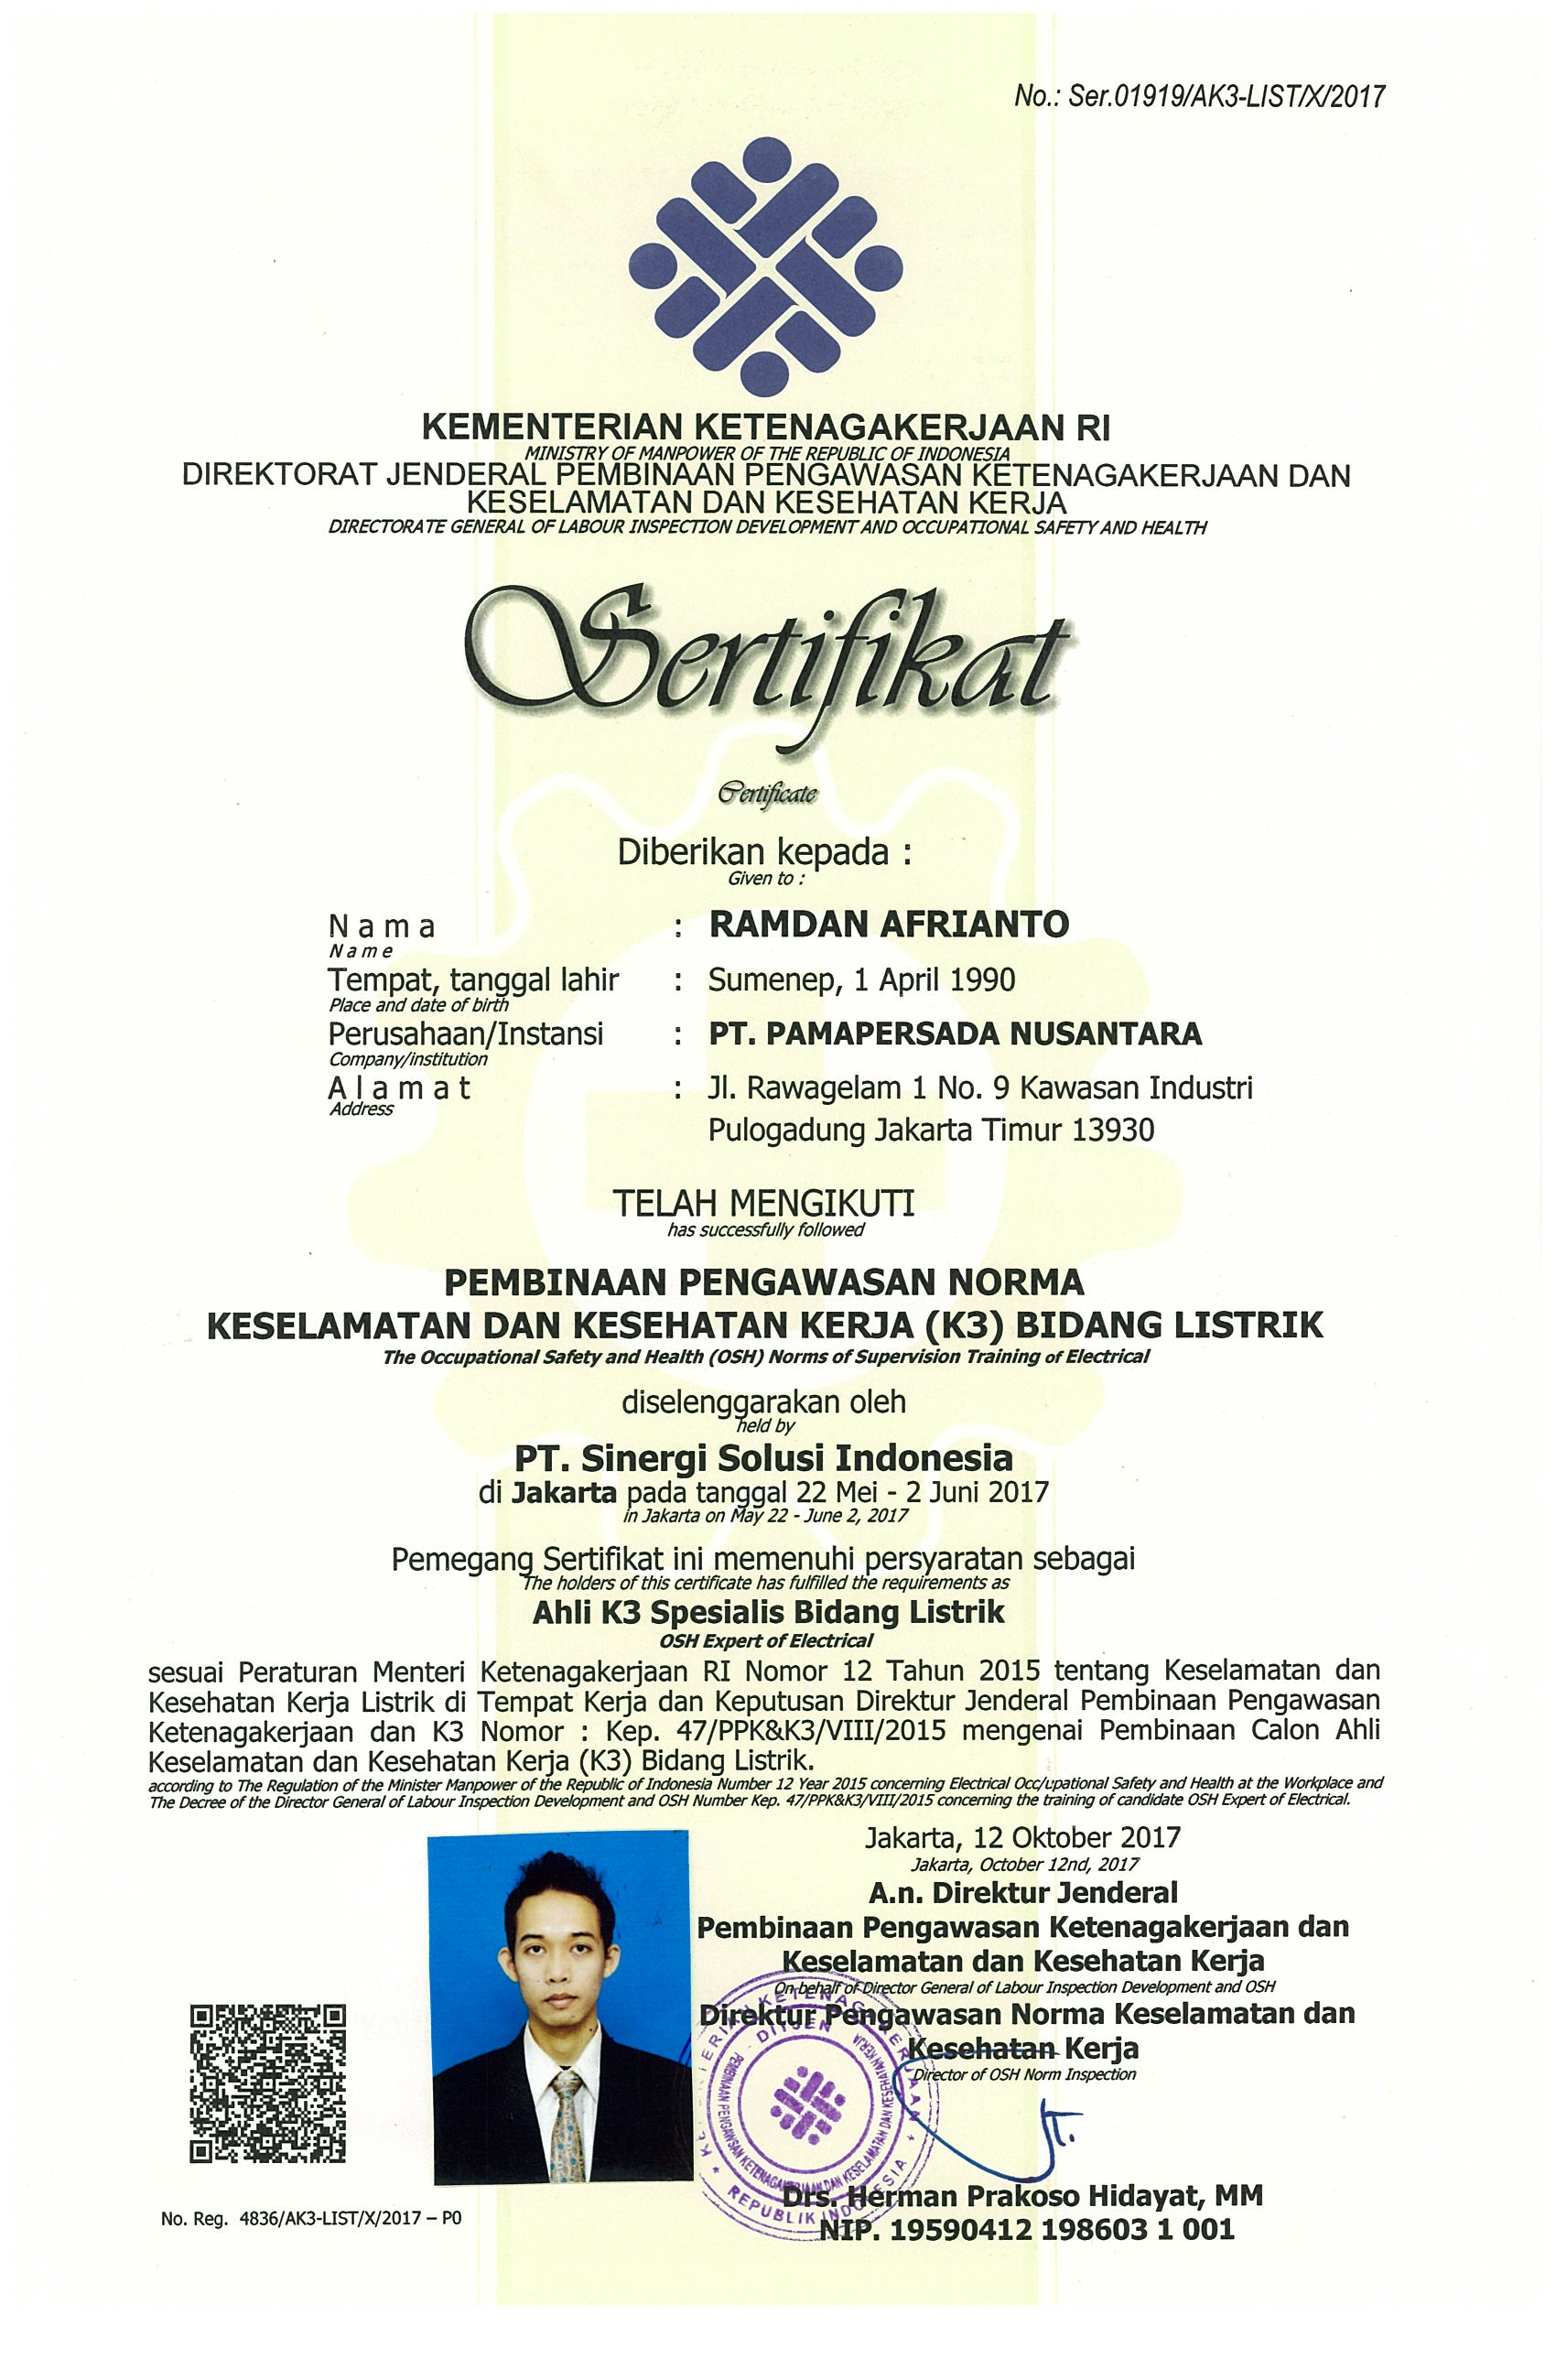 No.: Ser.01919/AK3-LIST/X/2017
KEMENTERIAN KETENAGAKERJAAN RI
MINISTRY OF MANPOWER OF THE REPUBLIC OF INDONESIA
DIREKTORAT JENDERAL PEMBINAAN PENGAWASAN KETENAGAKERJAAN DAN
KESELAMATAN DAN KESEHATAN KERJA
DIRECTORATE GENERAL OF LABOUR INSPECTION DEVELOPMENT AND OCCUPATIONAL SAFETY AND HEALTH
Sertifikat
Certificate
Diberikan kepada :
Given to :
N a m a : RAMDAN AFRIANTO
N a m e
Tempat, tanggal lahir : Sumenep, 1 April 1990
Place and date of birth
Perusahaan/Instansi : PT. PAMAPERSADA NUSANTARA
Company/institution
A l a m a t : Jl. Rawagelam 1 No. 9 Kawasan Industri
Address
Pulogadung Jakarta Timur 13930
TELAH MENGIKUTI
has successfully followed
PEMBINAAN PENGAWASAN NORMA
KESELAMATAN DAN KESEHATAN KERJA (K3) BIDANG LISTRIK
The Occupational Safety and Health (OSH) Norms of Supervision Training of Electrical
diselenggarakan oleh
held by
PT. Sinergi Solusi Indonesia
di Jakarta pada tanggal 22 Mei - 2 Juni 2017
in Jakarta on May 22 - June 2, 2017
Pemegang Sertifikat ini memenuhi persyaratan sebagai
The holders of this certificate has fulfilled the requirements as
Ahli K3 Spesialis Bidang Listrik
OSH Expert of Electrical
sesuai Peraturan Menteri Ketenagakerjaan RI Nomor 12 Tahun 2015 tentang Keselamatan dan
Kesehatan Kerja Listrik di Tempat Kerja dan Keputusan Direktur Jenderal Pembinaan Pengawasan
Ketenagakerjaan dan K3 Nomor : Kep. 47/PPK&K3/VIII/2015 mengenai Pembinaan Calon Ahli
Keselamatan dan Kesehatan Kerja (K3) Bidang Listrik.
according to The Regulation of the Minister Manpower of the Republic of Indonesia Number 12 Year 2015 concerning Electrical Occ/upational Safety and Health at the Workplace and
The Decree of the Director General of Labour Inspection Development and OSH Number Kep. 47/PPK&K3/VIII/2015 concerning the training of candidate OSH Expert of Electrical.
Jakarta, 12 Oktober 2017
Jakarta, October 12nd, 2017
A.n. Direktur Jenderal
Pembinaan Pengawasan Ketenagakerjaan dan
Keselamatan dan Kesehatan Kerja
On behalf of Director General of Labour Inspection Development and OSH
Direktur Pengawasan Norma Keselamatan dan
Kesehatan Kerja
Director of OSH Norm Inspection
KEMENTERIAN KETENAGAKERJAAN
DITJEN
PEMBINAAN PENGAWSAN KETENAGAKERJAAN DAN KESELAMATAN DAN KESEHATAN KERJA
REPUBLIK INDONESIA
Drs. Herman Prakoso Hidayat, MM
NIP. 19590412 198603 1 001
No. Reg. 4836/AK3-LIST/X/2017 – P0